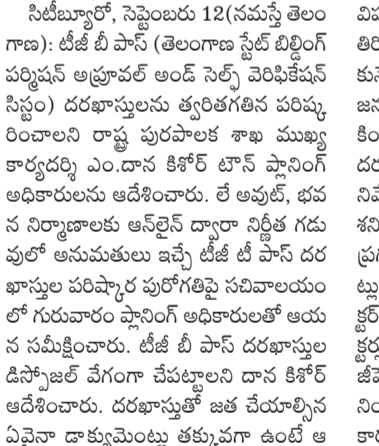 సిటీబ్యూరో, సెప్టెంబరు 12(నమస్తే తెలం
గాణ): టీజీ బీ పాస్ (తెలంగాణ స్టేట్ బిల్డింగ్
పర్మిషన్ అప్రూవల్ అండ్ సెల్ఫ్ వెరిఫికేషన్
సిస్టం) దరఖాస్తులను త్వరితగతిన పరిష్క
రించాలని రాష్ట్ర పురపాలక శాఖ ముఖ్య
కార్యదర్శి ఎం.దాన కిశోర్ టౌన్ ప్లానింగ్
అధికారులను ఆదేశించారు. లే అవుట్, భవ
న నిర్మాణాలకు ఆన్‌లైన్ ద్వారా నిర్ణీత గడు
వులో అనుమతులు ఇచ్చే టీజీ టీ పాస్ దర
ఖాస్తుల పరిష్కార పురోగతిపై సచివాలయం
లో గురువారం ప్లానింగ్ అధికారులతో ఆయ
న సమీక్షించారు. టీజీ బీ పాస్ దరఖాస్తుల
డిస్పోజల్ వేగంగా చేపట్టాలని దాన కిశోర్
ఆదేశించారు. దరఖాస్తుతో జత చేయాల్సిన
ఏవైనా డాక్యుమెంట్లు తక్కువగా ఉంటే ఆ